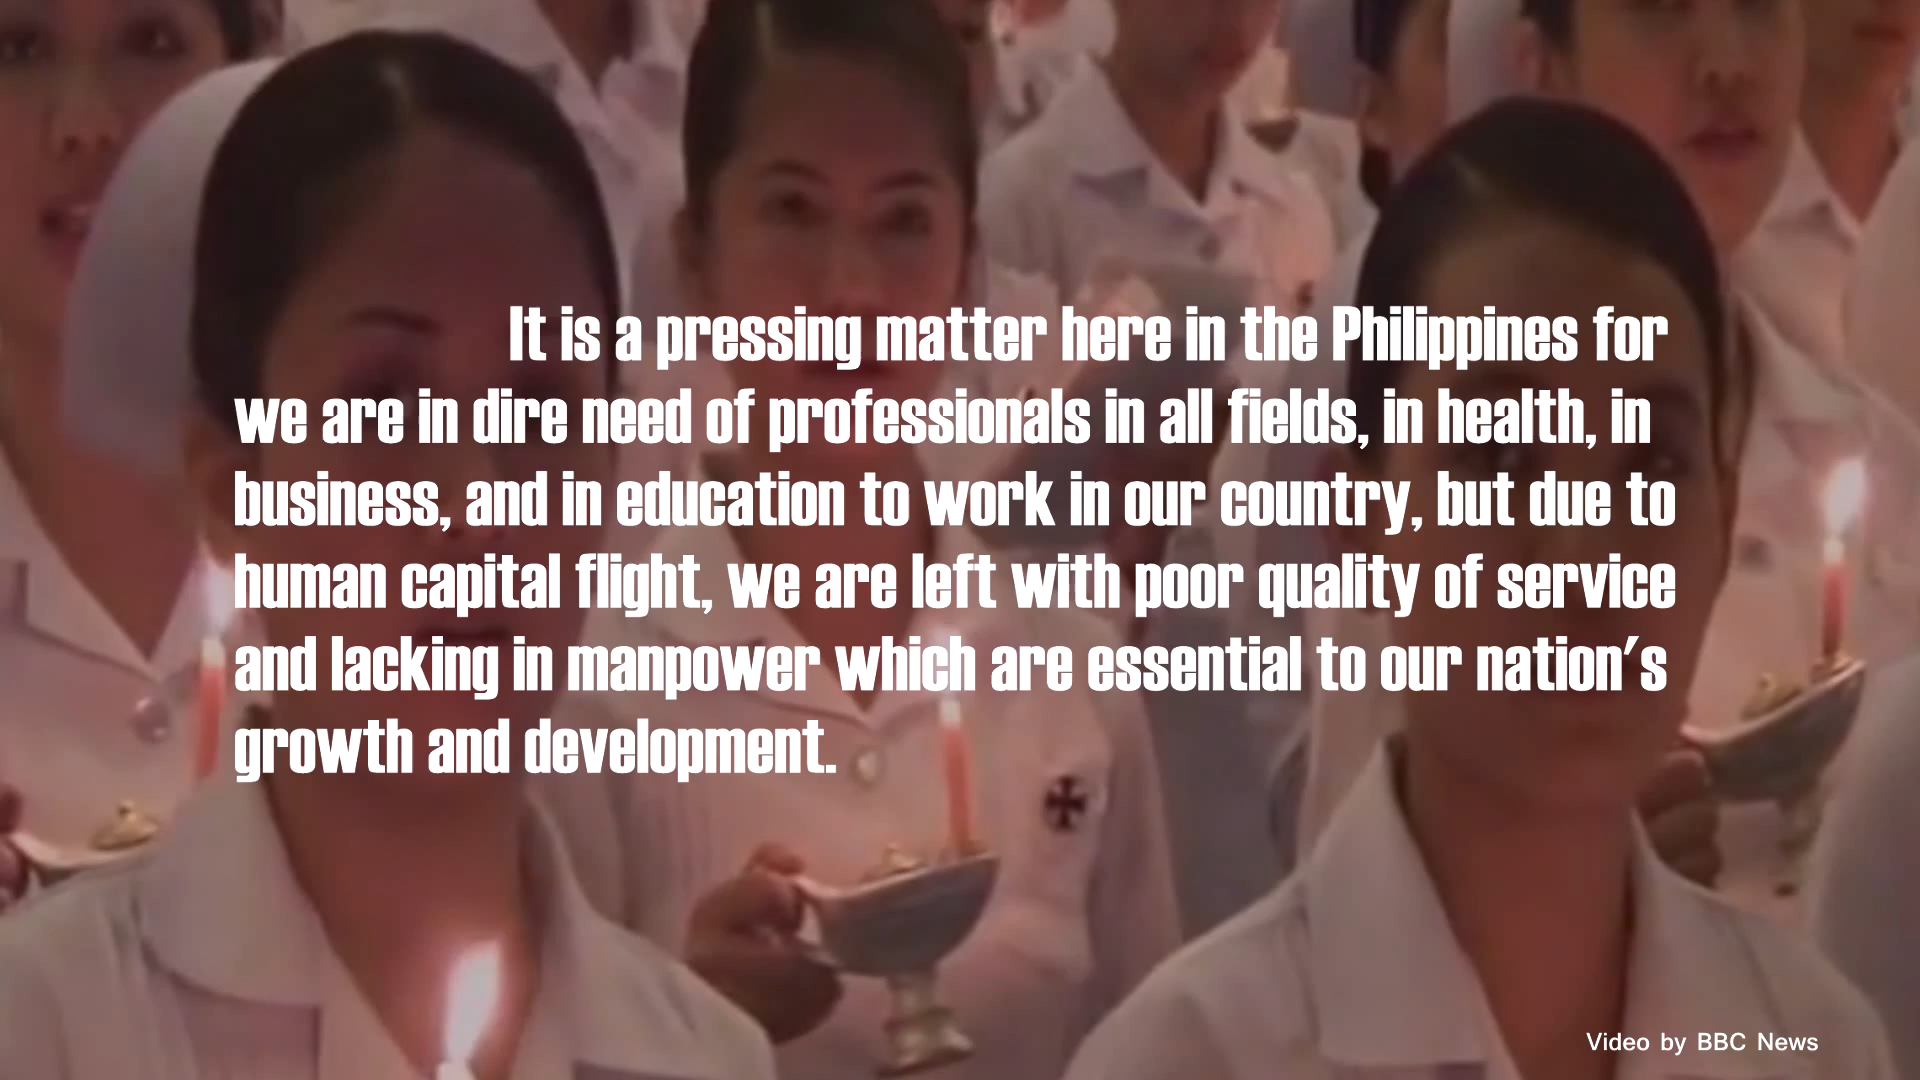 It is a pressing matter here in the Philippines for
we are in dire need of professionals in all fields, in health, in
business, and in education to work in our country, but due to
human capital flight, we are left with poor quality of service
and lacking in manpower which are essential to our nation's
growth and development.
Video by BBC News